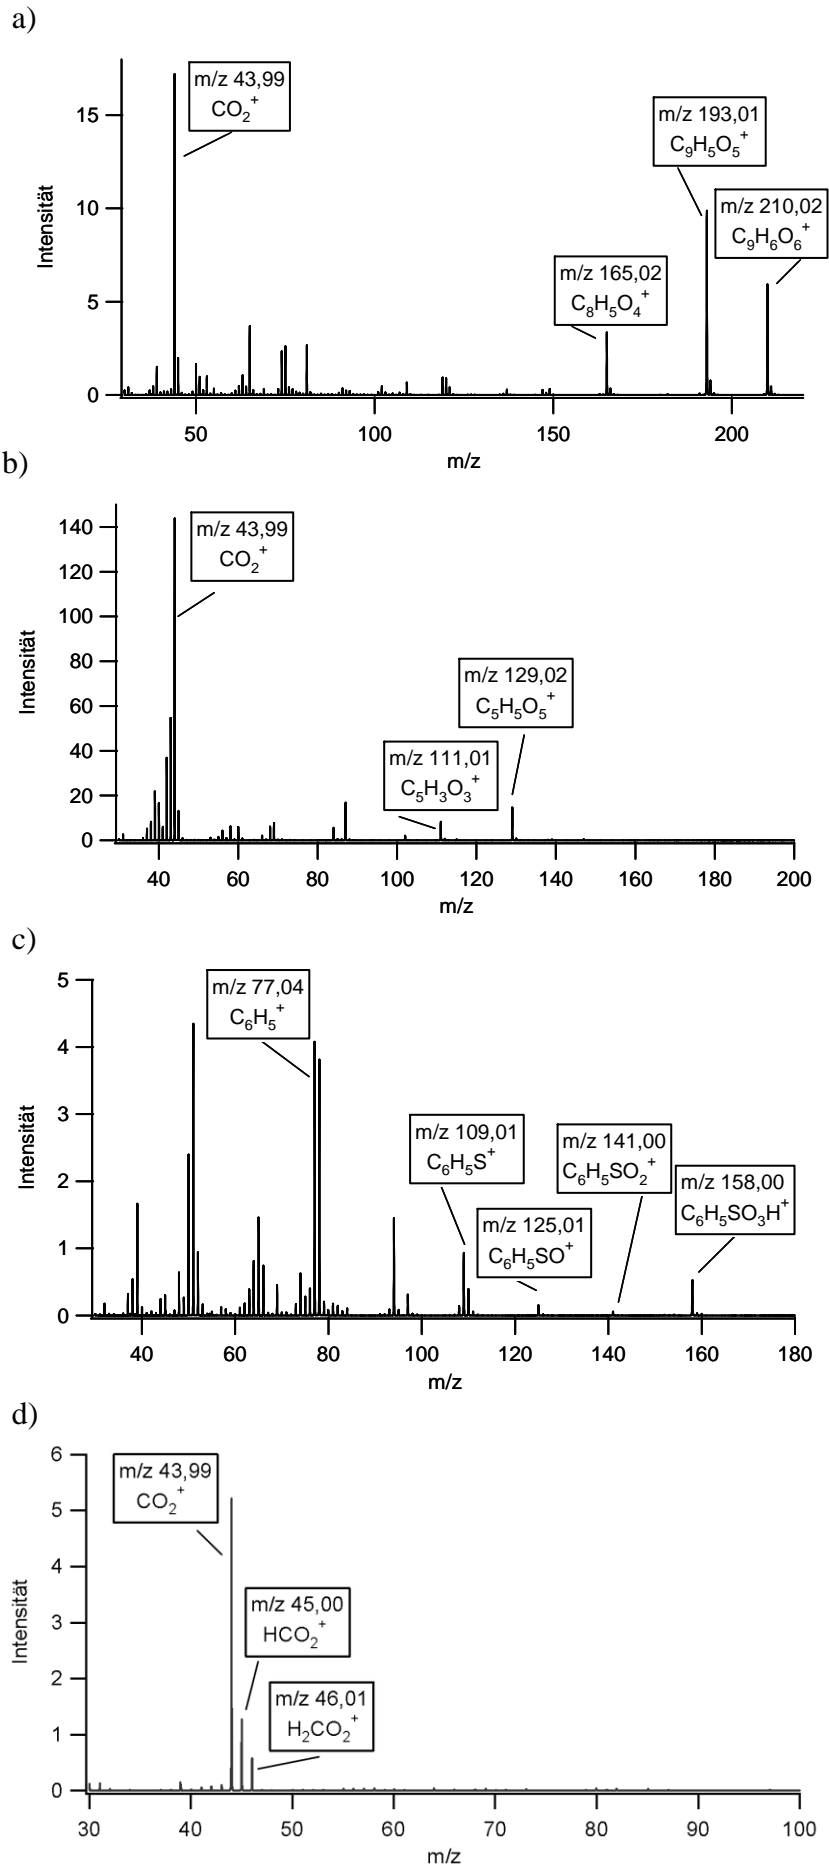 a)
m/z 43,99
CO₂⁺
m/z 193,01
C₉H₅O₅⁺
m/z 210,02
C₉H₆O₆⁺
m/z 165,02
C₈H₅O₄⁺
Intensität
15
10
5
0
50 100 150 200
m/z
b)
m/z 43,99
CO₂⁺
m/z 129,02
C₅H₅O₅⁺
m/z 111,01
C₅H₃O₃⁺
Intensität
140
120
100
80
60
40
20
0
40 60 80 100 120 140 160 180 200
m/z
c)
m/z 77,04
C₆H₅⁺
m/z 109,01
C₆H₅S⁺
m/z 141,00
C₆H₅SO₂⁺
m/z 158,00
C₆H₅SO₃H⁺
m/z 125,01
C₆H₅SO⁺
Intensität
5
4
3
2
1
0
40 60 80 100 120 140 160 180
m/z
d)
m/z 43,99
CO₂⁺
m/z 45,00
HCO₂⁺
m/z 46,01
H₂CO₂⁺
Intensität
6
5
4
3
2
1
0
30 40 50 60 70 80 90 100
m/z